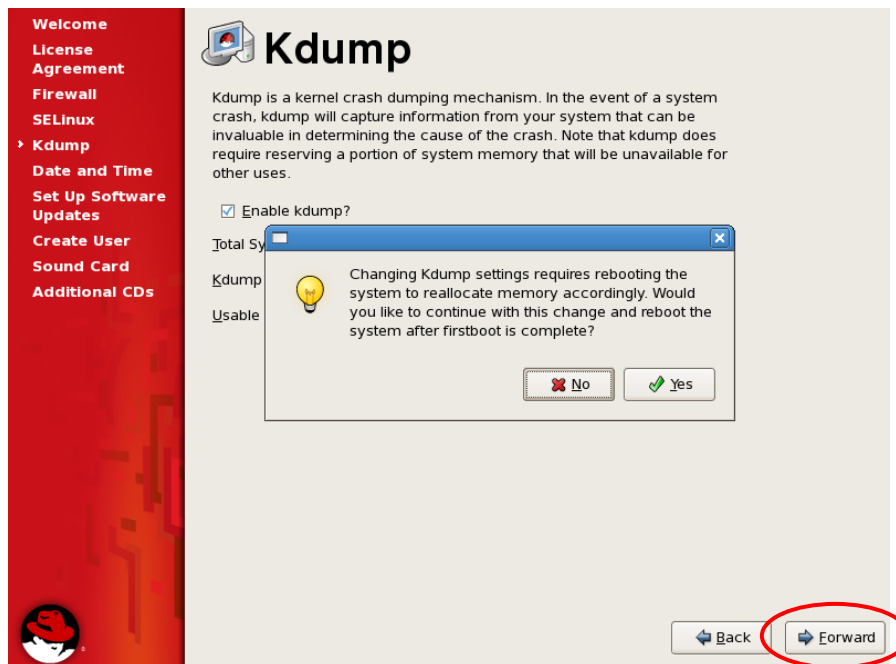 Welcome
License
Agreement
Firewall
SELinux
Kdump
Date and Time
Set Up Software
Updates
Create User
Sound Card
Additional CDs
Kdump
Kdump is a kernel crash dumping mechanism. In the event of a system
crash, kdump will capture information from your system that can be
invaluable in determining the cause of the crash. Note that kdump does
require reserving a portion of system memory that will be unavailable for
other uses.
Enable kdump?
Total Sy
Kdump
Usable
Changing Kdump settings requires rebooting the
system to reallocate memory accordingly. Would
you like to continue with this change and reboot the
system after firstboot is complete?
No
Yes
Back
Forward